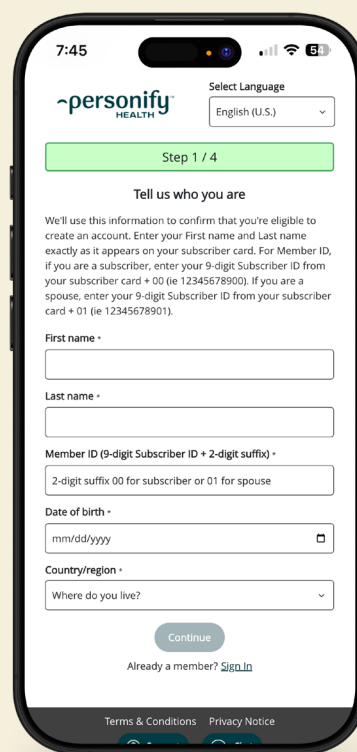 7:45
54
personify
HEALTH
Select Language
English (U.S.)
Step 1 / 4
Tell us who you are
We'll use this information to confirm that you're eligible to
create an account. Enter your First name and Last name
exactly as it appears on your subscriber card. For Member ID,
if you are a subscriber, enter your 9-digit Subscriber ID from
your subscriber card + 00 (ie 12345678900). If you are a
spouse, enter your 9-digit Subscriber ID from your subscriber
card + 01 (ie 12345678901).
First name *
Last name *
Member ID (9-digit Subscriber ID + 2-digit suffix) *
2-digit suffix 00 for subscriber or 01 for spouse
Date of birth *
mm/dd/yyyy
Country/region *
Where do you live?
Continue
Already a member? Sign In
Terms & Conditions Privacy Notice